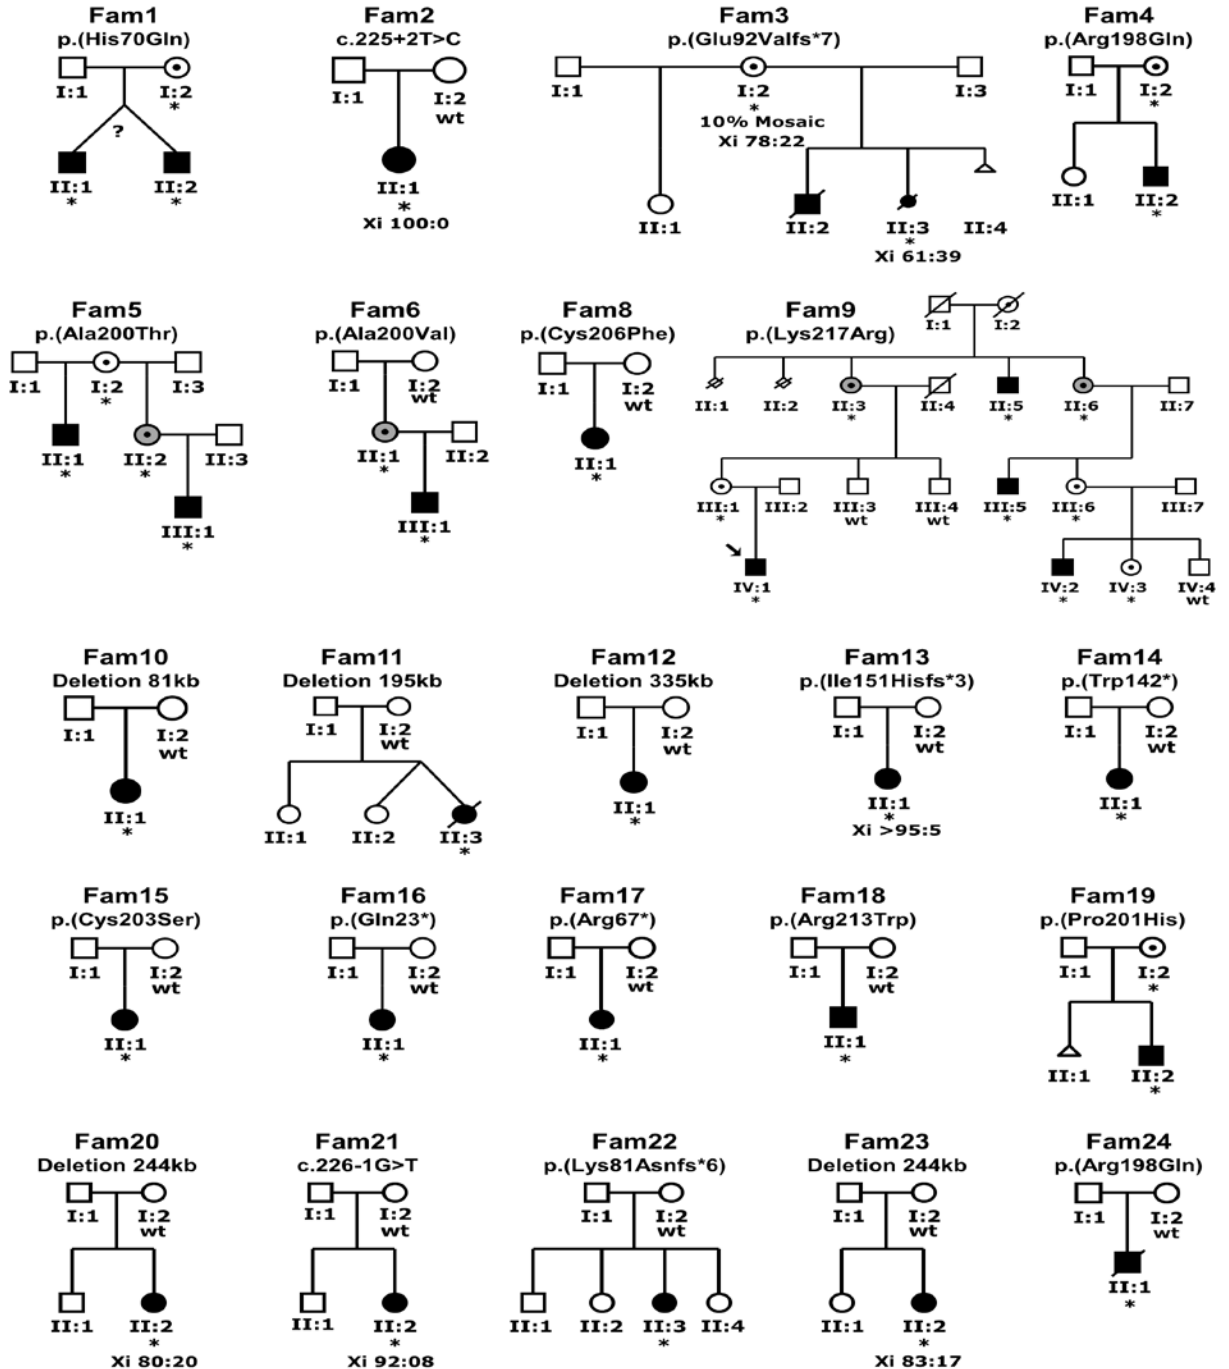 Fam1 Fam2 Fam3 Fam4
p.(His70Gln) c.225+2T>C p.(Glu92Valfs*7) p.(Arg198Gln)
I:1 I:2 I:1 I:2 I:1 I:2 I:3 I:1 I:2
* wt * *
10% Mosaic
Xi 78:22
?
II:1 II:2 II:1 II:1 II:2 II:3 II:4 II:1 II:2
* * * * *
Xi 100:0 Xi 61:39
Fam5 Fam6 Fam8 Fam9
p.(Ala200Thr) p.(Ala200Val) p.(Cys206Phe) p.(Lys217Arg)
I:1 I:2
I:1 I:2 I:3 I:1 I:2 I:1 I:2
* wt wt
II:1 II:2 II:3 II:4 II:5 II:6 II:7
* * *
II:1 II:2 II:3 II:1 II:2 II:1
* * * *
III:1 III:2 III:3 III:4 III:5 III:6 III:7
* wt wt * *
III:1 III:1
* *
IV:1 IV:2 IV:3 IV:4
* * * wt
Fam10 Fam11 Fam12 Fam13 Fam14
Deletion 81kb Deletion 195kb Deletion 335kb p.(Ile151Hisfs*3) p.(Trp142*)
I:1 I:2 I:1 I:2 I:1 I:2 I:1 I:2 I:1 I:2
wt wt wt wt wt
II:1 II:1 II:2 II:3 II:1 II:1 II:1
* * * * *
Xi >95:5
Fam15 Fam16 Fam17 Fam18 Fam19
p.(Cys203Ser) p.(Gln23*) p.(Arg67*) p.(Arg213Trp) p.(Pro201His)
I:1 I:2 I:1 I:2 I:1 I:2 I:1 I:2 I:1 I:2
wt wt wt wt *
II:1 II:1 II:1 II:1 II:1 II:2
* * * * *
Fam20 Fam21 Fam22 Fam23 Fam24
Deletion 244kb c.226-1G>T p.(Lys81Asnfs*6) Deletion 244kb p.(Arg198Gln)
I:1 I:2 I:1 I:2 I:1 I:2 I:1 I:2 I:1 I:2
wt wt wt wt wt
II:1 II:2 II:1 II:2 II:1 II:2 II:3 II:4 II:1 II:2 II:1
* * * * *
Xi 80:20 Xi 92:08 Xi 83:17